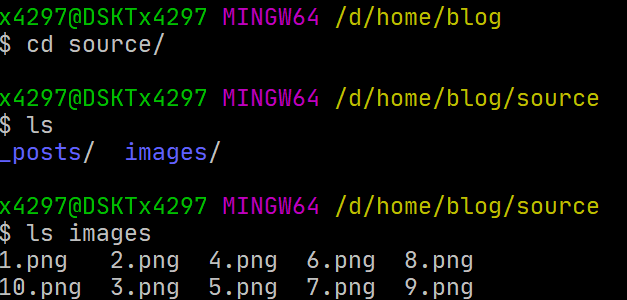 x4297@DSKTx4297 MINGW64 /d/home/blog
$ cd source/
x4297@DSKTx4297 MINGW64 /d/home/blog/source
$ ls
_posts/  images/
x4297@DSKTx4297 MINGW64 /d/home/blog/source
$ ls images
1.png   2.png  4.png  6.png  8.png
10.png  3.png  5.png  7.png  9.png